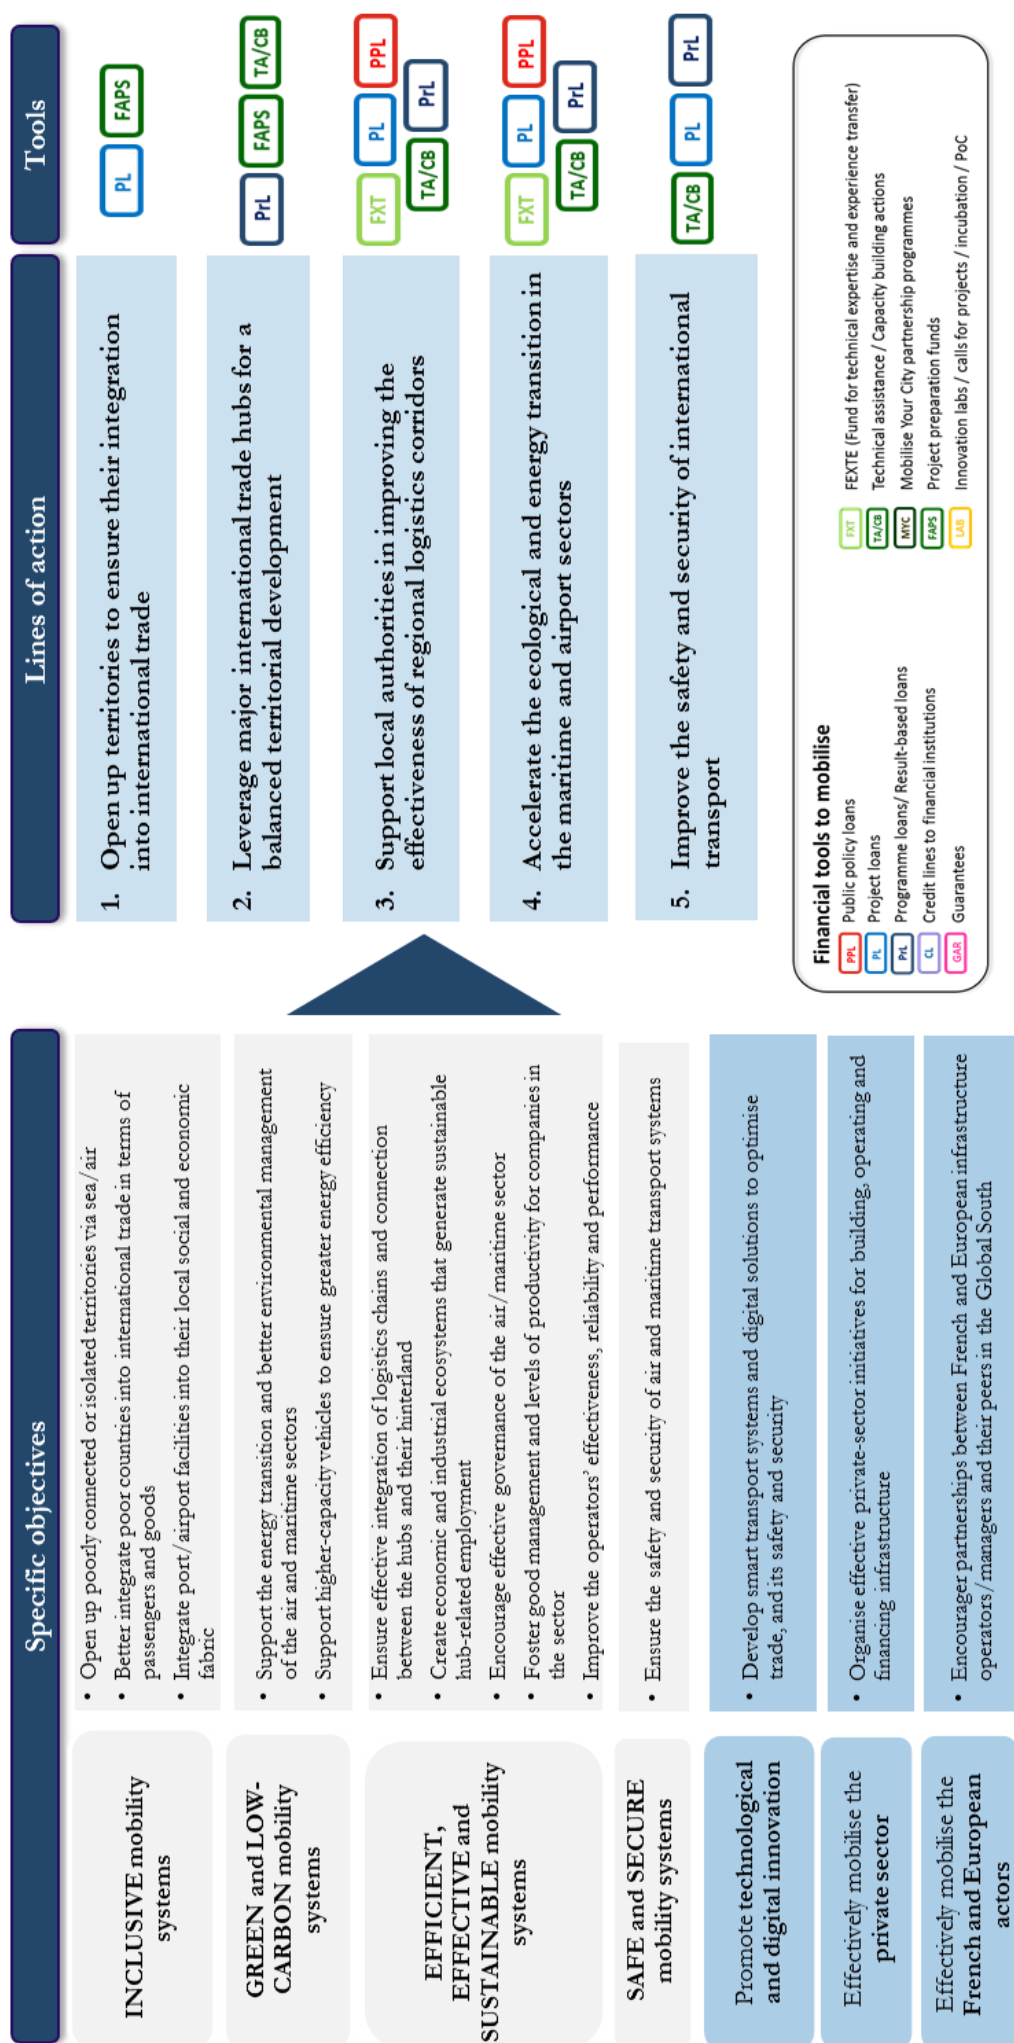 Specific objectives
Lines of action
Tools
INCLUSIVE mobility
systems
• Open up poorly connected or isolated territories via sea/air
• Better integrate poor countries into international trade in terms of
passengers and goods
• Integrate port/airport facilities into their local social and economic
fabric
GREEN and LOW-
CARBON mobility
systems
• Support the energy transition and better environmental management
of the air and maritime sectors
• Support higher-capacity vehicles to ensure greater energy efficiency
EFFICIENT,
EFFECTIVE and
SUSTAINABLE mobility
systems
• Ensure effective integration of logistics chains and connection
between the hubs and their hinterland
• Create economic and industrial ecosystems that generate sustainable
hub-related employment
• Encourage effective governance of the air/maritime sector
• Foster good management and levels of productivity for companies in
the sector
• Improve the operators' effectiveness, reliability and performance
SAFE and SECURE
mobility systems
• Ensure the safety and security of air and maritime transport systems
Promote technological
and digital innovation
• Develop smart transport systems and digital solutions to optimise
trade, and its safety and security
Effectively mobilise the
private sector
• Organise effective private-sector initiatives for building, operating and
financing infrastructure
Effectively mobilise the
French and European
actors
• Encourager partnerships between French and European infrastructure
operators/managers and their peers in the Global South
1. Open up territories to ensure their integration
into international trade
PL FAPS
2. Leverage major international trade hubs for a
balanced territorial development
PrL FAPS TA/CB
3. Support local authorities in improving the
effectiveness of regional logistics corridors
FXT PL PPL
TA/CB PrL
4. Accelerate the ecological and energy transition in
the maritime and airport sectors
FXT PL PPL
TA/CB PrL
5. Improve the safety and security of international
transport
TA/CB PL PrL
Financial tools to mobilise
PPL Public policy loans
PL Project loans
PrL Programme loans/ Result-based loans
CL Credit lines to financial institutions
GAR Guarantees
FXT FEXTE (Fund for technical expertise and experience transfer)
TA/CB Technical assistance / Capacity building actions
MYC Mobilise Your City partnership programmes
FAPS Project preparation funds
LAB Innovation labs / calls for projects / incubation / PoC